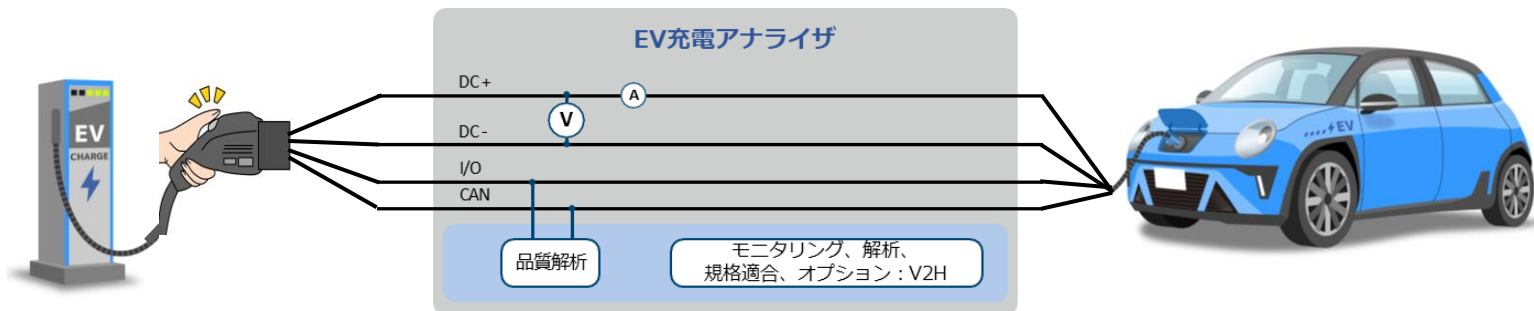 EV充電アナライザ
DC+
A
V
DC-
I/O
CAN
EV
CHARGE
EV
品質解析
モニタリング、解析、
規格適合、オプション：V2H